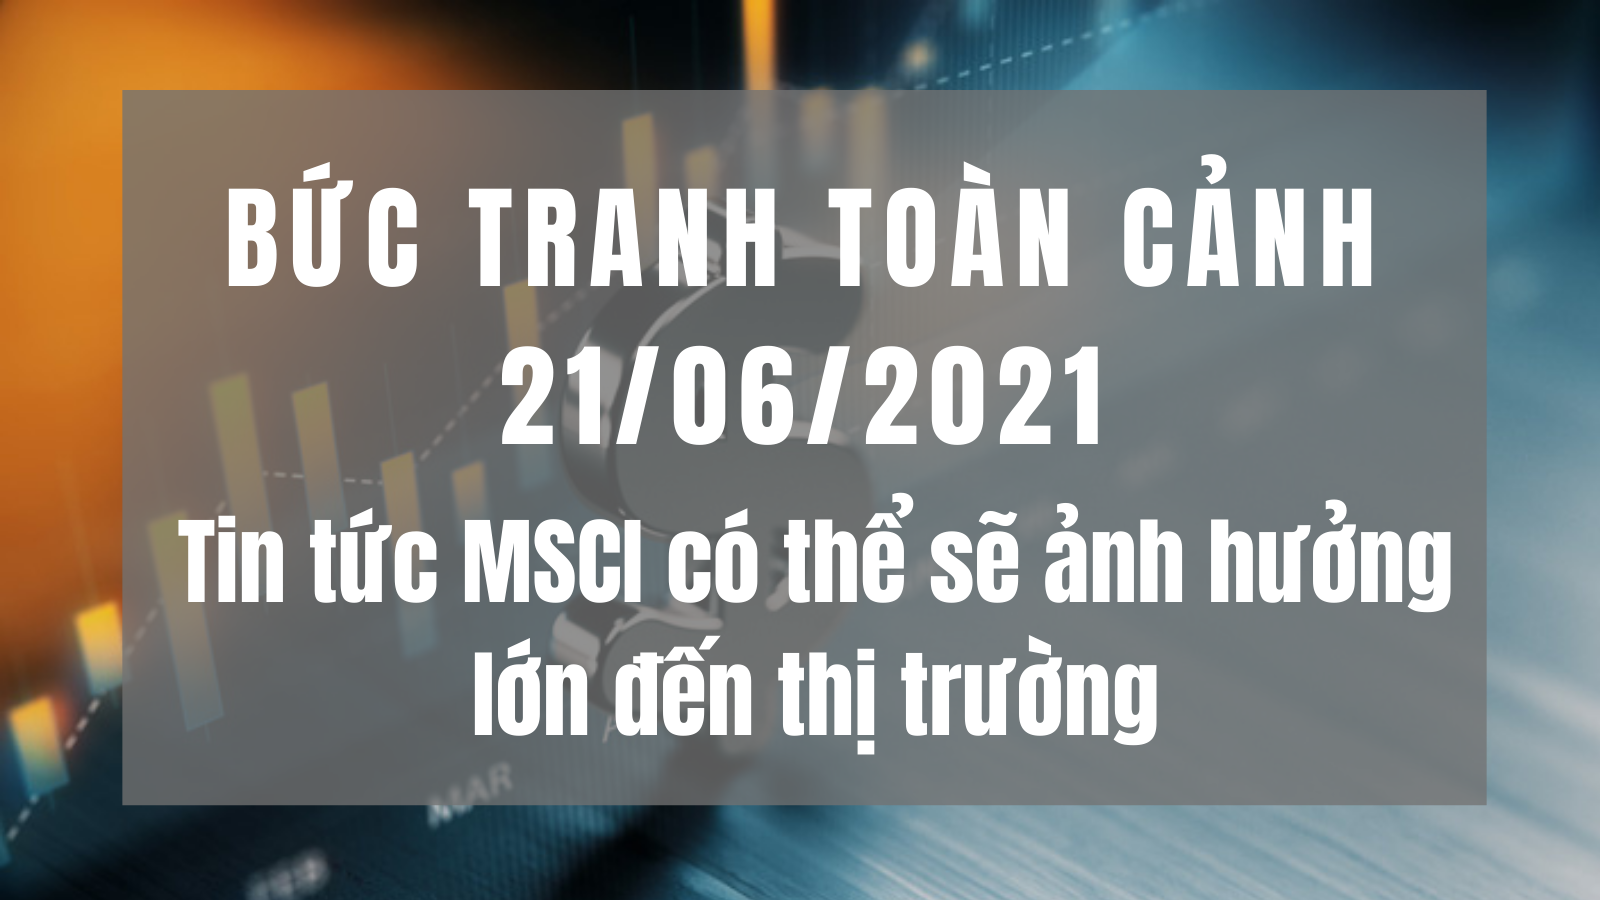 BỨC TRANH TOÀN CẢNH
21/06/2021
Tin tức MSCI có thể sẽ ảnh hưởng
lớn đến thị trường
MAR